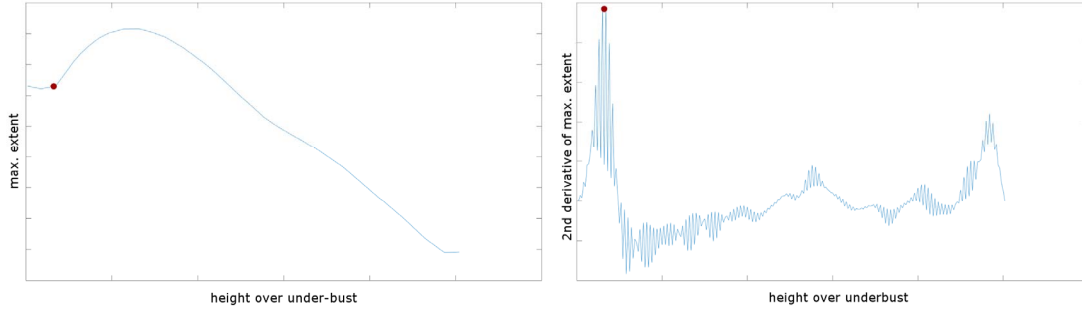 max. extent
height over under-bust
2nd derivative of max. extent
height over underbust